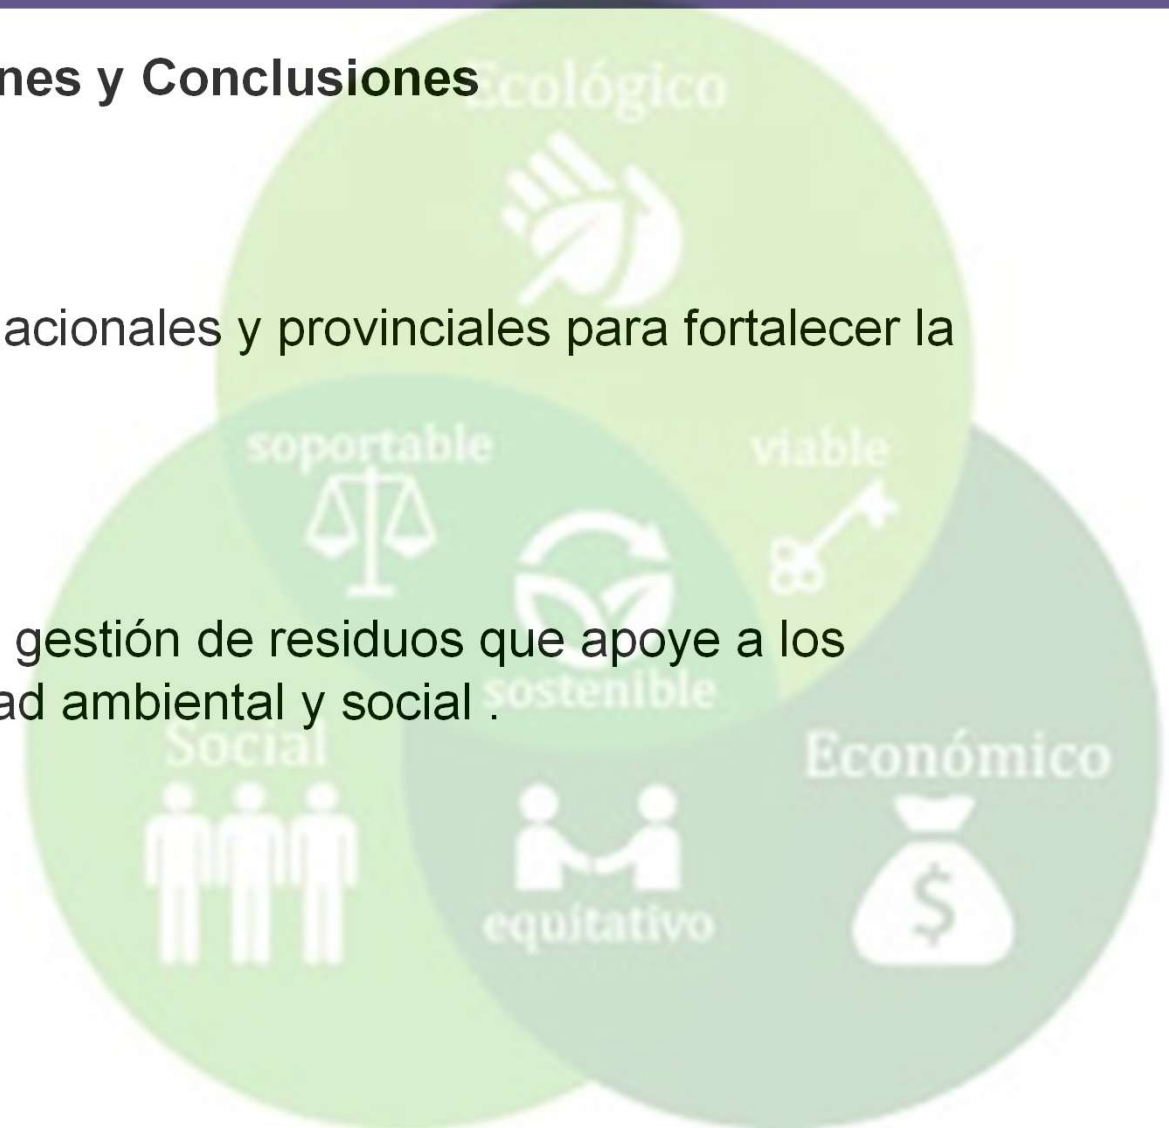 nes y Conclusiones
Ecológico
acionales y provinciales para fortalecer la
soportable
viable
gestión de residuos que apoye a los
ad ambiental y social .
sostenible
Social
Económico
equitativo
$